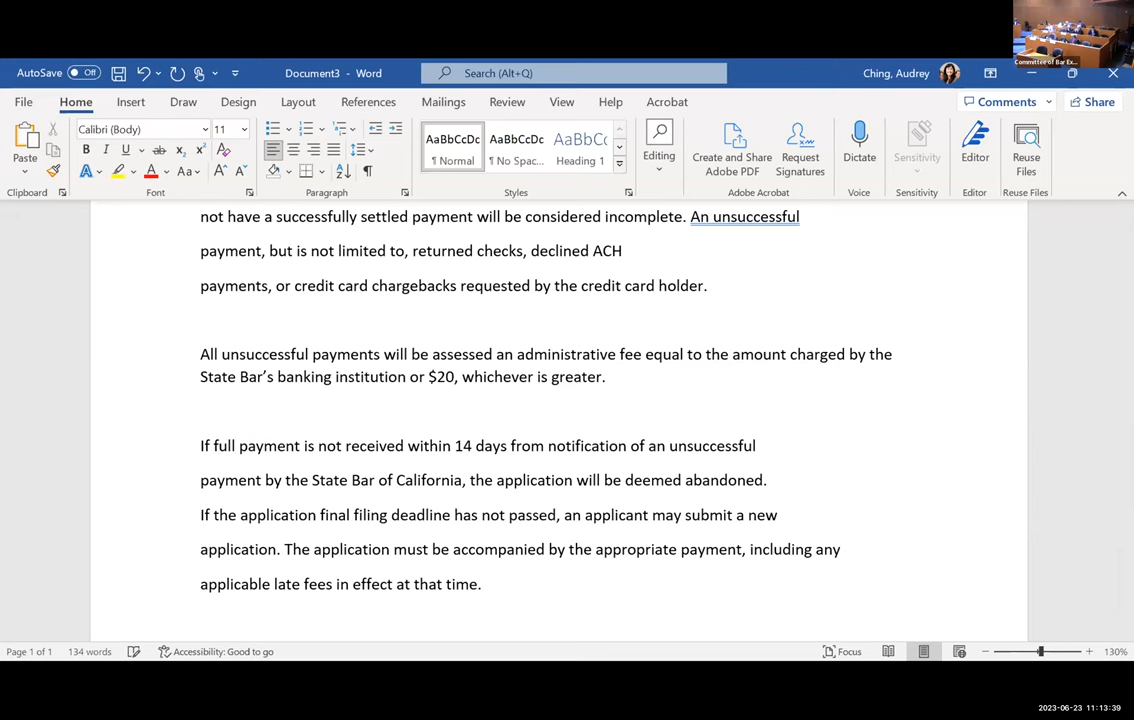 Committee of Bar Ex...
AutoSave Off
Document3 - Word
Search (Alt+Q)
Ching, Audrey
File Home Insert Draw Design Layout References Mailings Review View Help Acrobat
Comments Share
Paste
Calibri (Body) 11
B I U ab x₂ x²
A A Aa A A
AaBbCcDc AaBbCcDc AaBbCc
¶ Normal ¶ No Spac... Heading 1
Editing
Create and Share Adobe PDF
Request Signatures
Dictate
Sensitivity
Editor
Reuse Files
Clipboard Font Paragraph Styles Adobe Acrobat Voice Sensitivity Editor Reuse Files
not have a successfully settled payment will be considered incomplete. An unsuccessful
payment, but is not limited to, returned checks, declined ACH
payments, or credit card chargebacks requested by the credit card holder.
All unsuccessful payments will be assessed an administrative fee equal to the amount charged by the
State Bar’s banking institution or $20, whichever is greater.
If full payment is not received within 14 days from notification of an unsuccessful
payment by the State Bar of California, the application will be deemed abandoned.
If the application final filing deadline has not passed, an applicant may submit a new
application. The application must be accompanied by the appropriate payment, including any
applicable late fees in effect at that time.
Page 1 of 1 134 words Accessibility: Good to go Focus 130%
2023-06-23 11:13:39